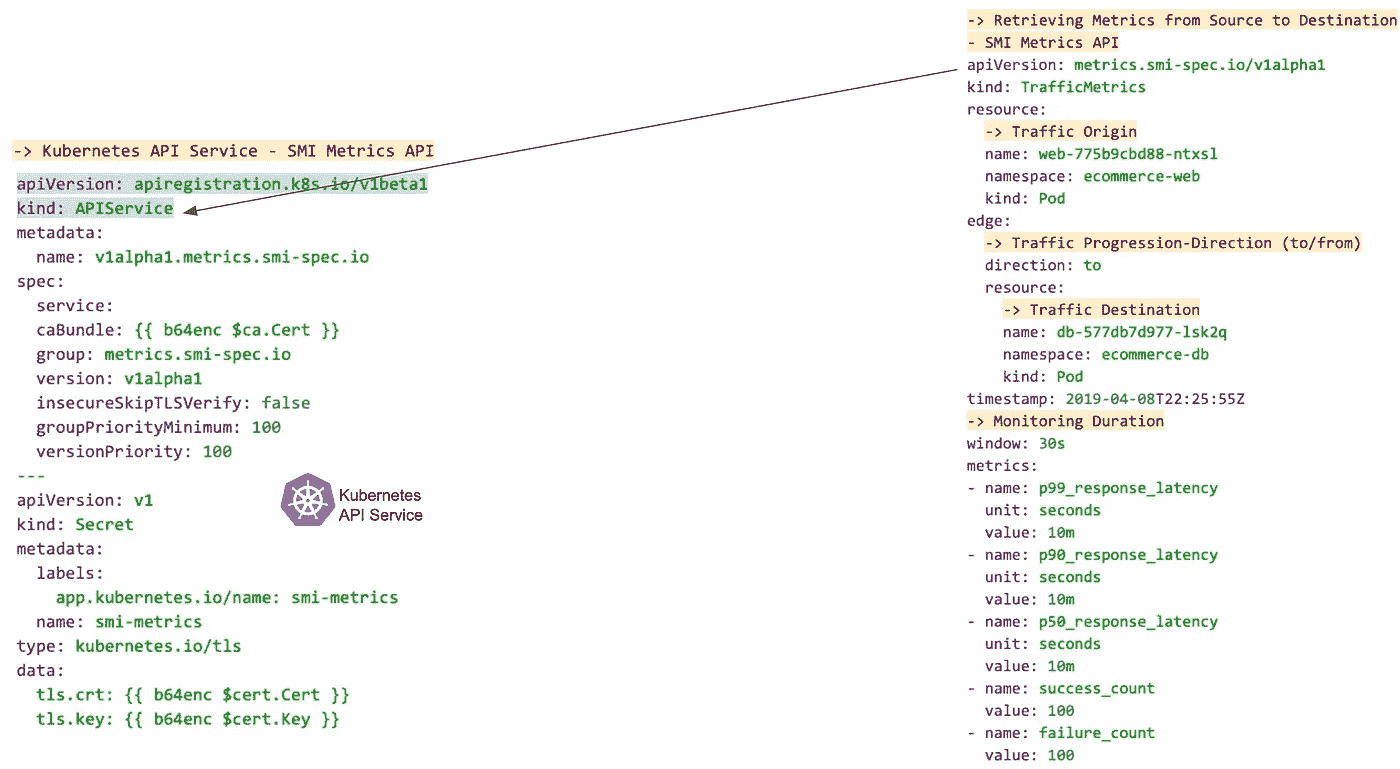 -> Kubernetes API Service - SMI Metrics API
apiVersion: apiregistration.k8s.io/v1beta1
kind: APIService
metadata:
  name: v1alpha1.metrics.smi-spec.io
spec:
  service:
  caBundle: {{ b64enc $ca.Cert }}
  group: metrics.smi-spec.io
  version: v1alpha1
  insecureSkipTLSVerify: false
  groupPriorityMinimum: 100
  versionPriority: 100
---
apiVersion: v1
kind: Secret
metadata:
  labels:
    app.kubernetes.io/name: smi-metrics
  name: smi-metrics
type: kubernetes.io/tls
data:
  tls.crt: {{ b64enc $cert.Cert }}
  tls.key: {{ b64enc $cert.Key }}
Kubernetes
API Service
-> Retrieving Metrics from Source to Destination
- SMI Metrics API
apiVersion: metrics.smi-spec.io/v1alpha1
kind: TrafficMetrics
resource:
  -> Traffic Origin
  name: web-775b9cbd88-ntxsl
  namespace: ecommerce-web
  kind: Pod
edge:
  -> Traffic Progression-Direction (to/from)
  direction: to
  resource:
    -> Traffic Destination
    name: db-577db7d977-lsk2q
    namespace: ecommerce-db
    kind: Pod
timestamp: 2019-04-08T22:25:55Z
-> Monitoring Duration
window: 30s
metrics:
- name: p99_response_latency
  unit: seconds
  value: 10m
- name: p90_response_latency
  unit: seconds
  value: 10m
- name: p50_response_latency
  unit: seconds
  value: 10m
- name: success_count
  value: 100
- name: failure_count
  value: 100